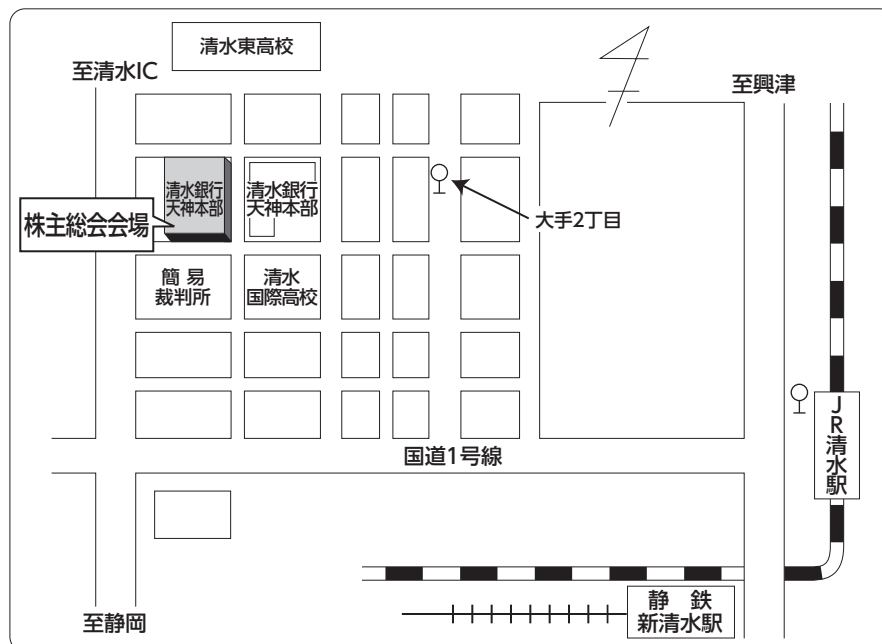 清水東高校
至清水IC
至興津
清水銀行
天神本部
清水銀行
天神本部
株主総会会場
大手2丁目
簡易
裁判所
清水
国際高校
JR清水駅
国道1号線
静鉄
新清水駅
至静岡